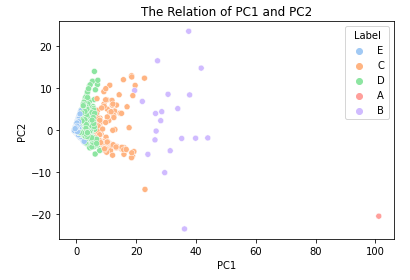 The Relation of PC1 and PC2
Label
E
C
D
A
B
20
10
0
−10
−20
PC2
0 20 40 60 80 100
PC1